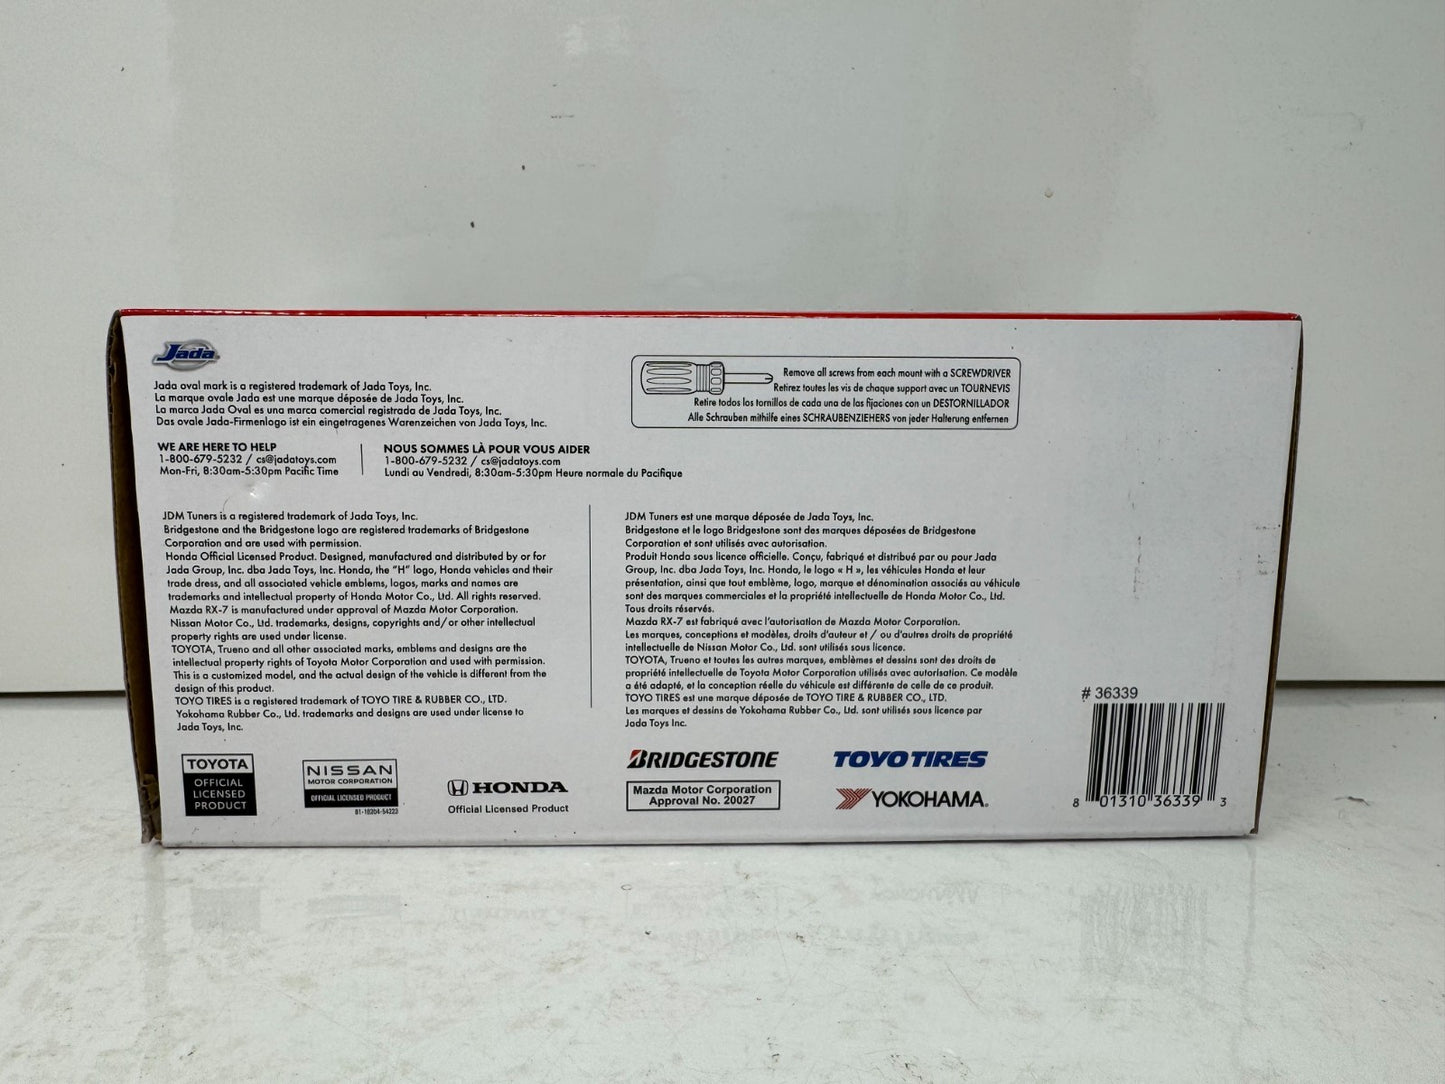 Jada
Jada oval mark is a registered trademark of Jada Toys, Inc.
La marque ovale Jada est une marque déposée de Jada Toys, Inc.
La marca Jada Oval es una marca comercial registrada de Jada Toys, Inc.
Das ovale Jada-Firmenlogo ist ein eingetragenes Warenzeichen von Jada Toys, Inc.
Remove all screws from each mount with a SCREWDRIVER
Retirez toutes les vis de chaque support avec un TOURNEVIS
Retire todos los tornillos de cada una de las fijaciones con un DESTORNILLADOR
Alle Schrauben mithilfe eines SCHRAUBENZIEHERS von jeder Halterung entfernen
WE ARE HERE TO HELP
1-800-679-5232 / cs@jadatoys.com
Mon-Fri, 8:30am-5:30pm Pacific Time
NOUS SOMMES LÀ POUR VOUS AIDER
1-800-679-5232 / cs@jadatoys.com
Lundi au Vendredi, 8:30am-5:30pm Heure normale du Pacifique
JDM Tuners is a registered trademark of Jada Toys, Inc.
Bridgestone and the Bridgestone logo are registered trademarks of Bridgestone
Corporation and are used with permission.
Honda Official Licensed Product. Designed, manufactured and distributed by or for
Jada Group, Inc. dba Jada Toys, Inc. Honda, the "H" logo, Honda vehicles and their
trade dress, and all associated vehicle emblems, logos, marks and names are
trademarks and intellectual property of Honda Motor Co., Ltd. All rights reserved.
Mazda RX-7 is manufactured under approval of Mazda Motor Corporation.
Nissan Motor Co., Ltd. trademarks, designs, copyrights and/or other intellectual
property rights are used under license.
TOYOTA, Trueno and all other associated marks, emblems and designs are the
intellectual property rights of Toyota Motor Corporation and used with permission.
This is a customized model, and the actual design of the vehicle is different from the
design of this product.
TOYO TIRES is a registered trademark of TOYO TIRE & RUBBER CO., LTD.
Yokohama Rubber Co., Ltd. trademarks and designs are used under license to
Jada Toys, Inc.
JDM Tuners est une marque déposée de Jada Toys, Inc.
Bridgestone et le logo Bridgestone sont des marques déposées de Bridgestone
Corporation et sont utilisés avec autorisation.
Produit Honda sous licence officielle. Conçu, fabriqué et distribué par ou pour Jada
Group, Inc. dba Jada Toys, Inc. Honda, le logo « H », les véhicules Honda et leur
présentation, ainsi que tout emblème, logo, marque et dénomination associés au véhicule
sont des marques commerciales et la propriété intellectuelle de Honda Motor Co., Ltd.
Tous droits réservés.
Mazda RX-7 est fabriqué avec l'autorisation de Mazda Motor Corporation.
Les marques, conceptions et modèles, droits d'auteur et / ou d'autres droits de propriété
intellectuelle de Nissan Motor Co., Ltd. sont utilisés sous licence.
TOYOTA, Trueno et toutes les autres marques, emblèmes et dessins sont des droits de
propriété intellectuelle de Toyota Motor Corporation utilisés avec autorisation. Ce modèle
a été adapté, et la conception réelle du véhicule est différente de celle de ce produit.
TOYO TIRES est une marque déposée de TOYO TIRE & RUBBER CO., LTD.
Les marques et dessins de Yokohama Rubber Co., Ltd. sont utilisés sous licence par
Jada Toys Inc.
TOYOTA
OFFICIAL
LICENSED
PRODUCT
NISSAN
MOTOR CORPORATION
OFFICIAL LICENSED PRODUCT
61-18204-54223
HONDA
Official Licensed Product
BRIDGESTONE
Mazda Motor Corporation
Approval No. 20027
TOYO TIRES
YOKOHAMA
# 36339
8 01310 36339 3